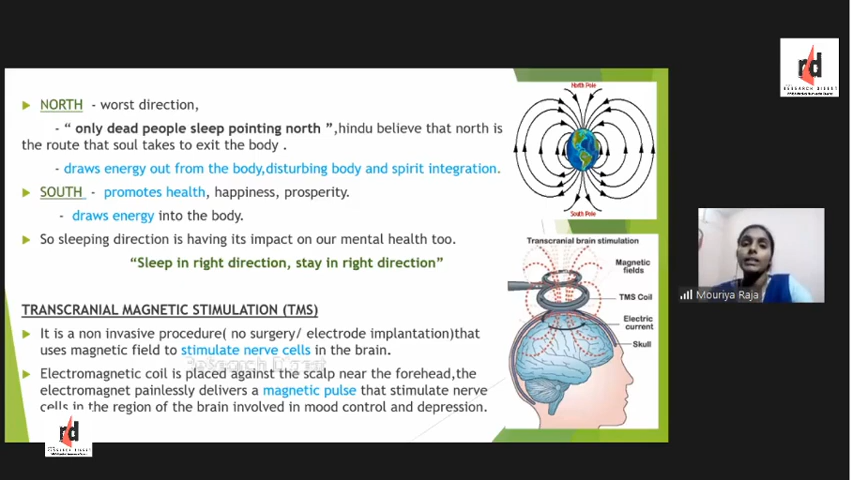 NORTH - worst direction,
- “ only dead people sleep pointing north ”,hindu believe that north is
the route that soul takes to exit the body .
- draws energy out from the body,disturbing body and spirit integration.
SOUTH - promotes health, happiness, prosperity.
- draws energy into the body.
So sleeping direction is having its impact on our mental health too.
“Sleep in right direction, stay in right direction”
TRANSCRANIAL MAGNETIC STIMULATION (TMS)
It is a non invasive procedure( no surgery/ electrode implantation)that
uses magnetic field to stimulate nerve cells in the brain.
Electromagnetic coil is placed against the scalp near the forehead,the
electromagnet painlessly delivers a magnetic pulse that stimulate nerve
cells in the region of the brain involved in mood control and depression.
North Pole
South Pole
Transcranial brain stimulation
Magnetic
fields
TMS Coil
Electric
current
Skull
rd
RESEARCH DIGEST
Mouriya Raja
Research Digest
rd
RESEARCH DIGEST